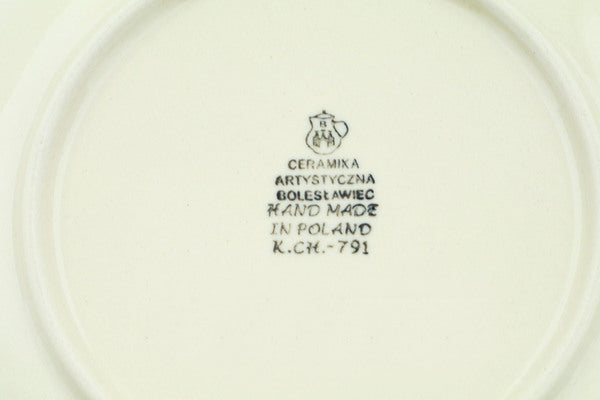 B
CERAMIKA
ARTYSTYCZNA
BOLESŁAWIEC
HAND MADE
IN POLAND
K.CH.-791